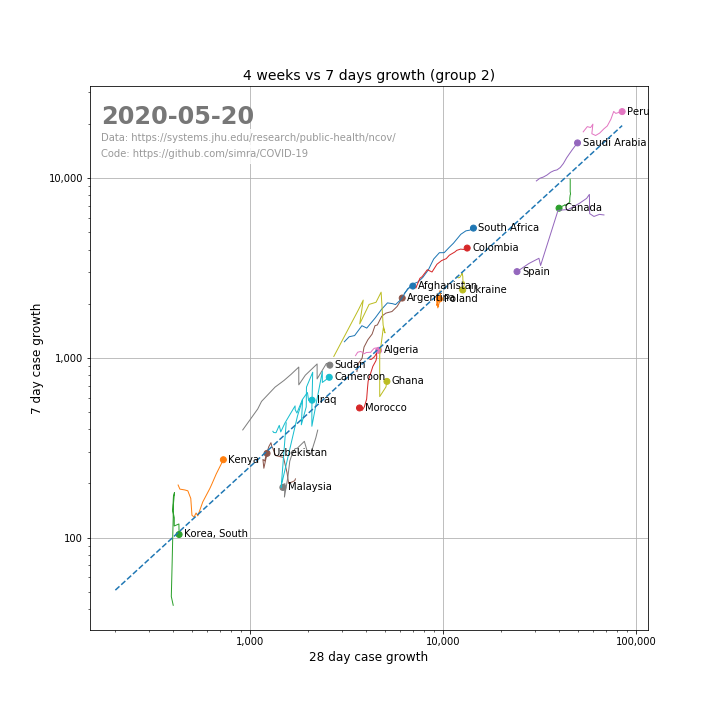 4 weeks vs 7 days growth (group 2)
2020-05-20
Data: https://systems.jhu.edu/research/public-health/ncov/
Code: https://github.com/simra/COVID-19
Peru
Saudi Arabia
10,000
Canada
South Africa
Colombia
Spain
Afghanistan
Ukraine
Argentina
Poland
Algeria
1,000
Sudan
Cameroon
Ghana
Iraq
Morocco
Uzbekistan
Kenya
Malaysia
100
Korea, South
7 day case growth
1,000
10,000
100,000
28 day case growth